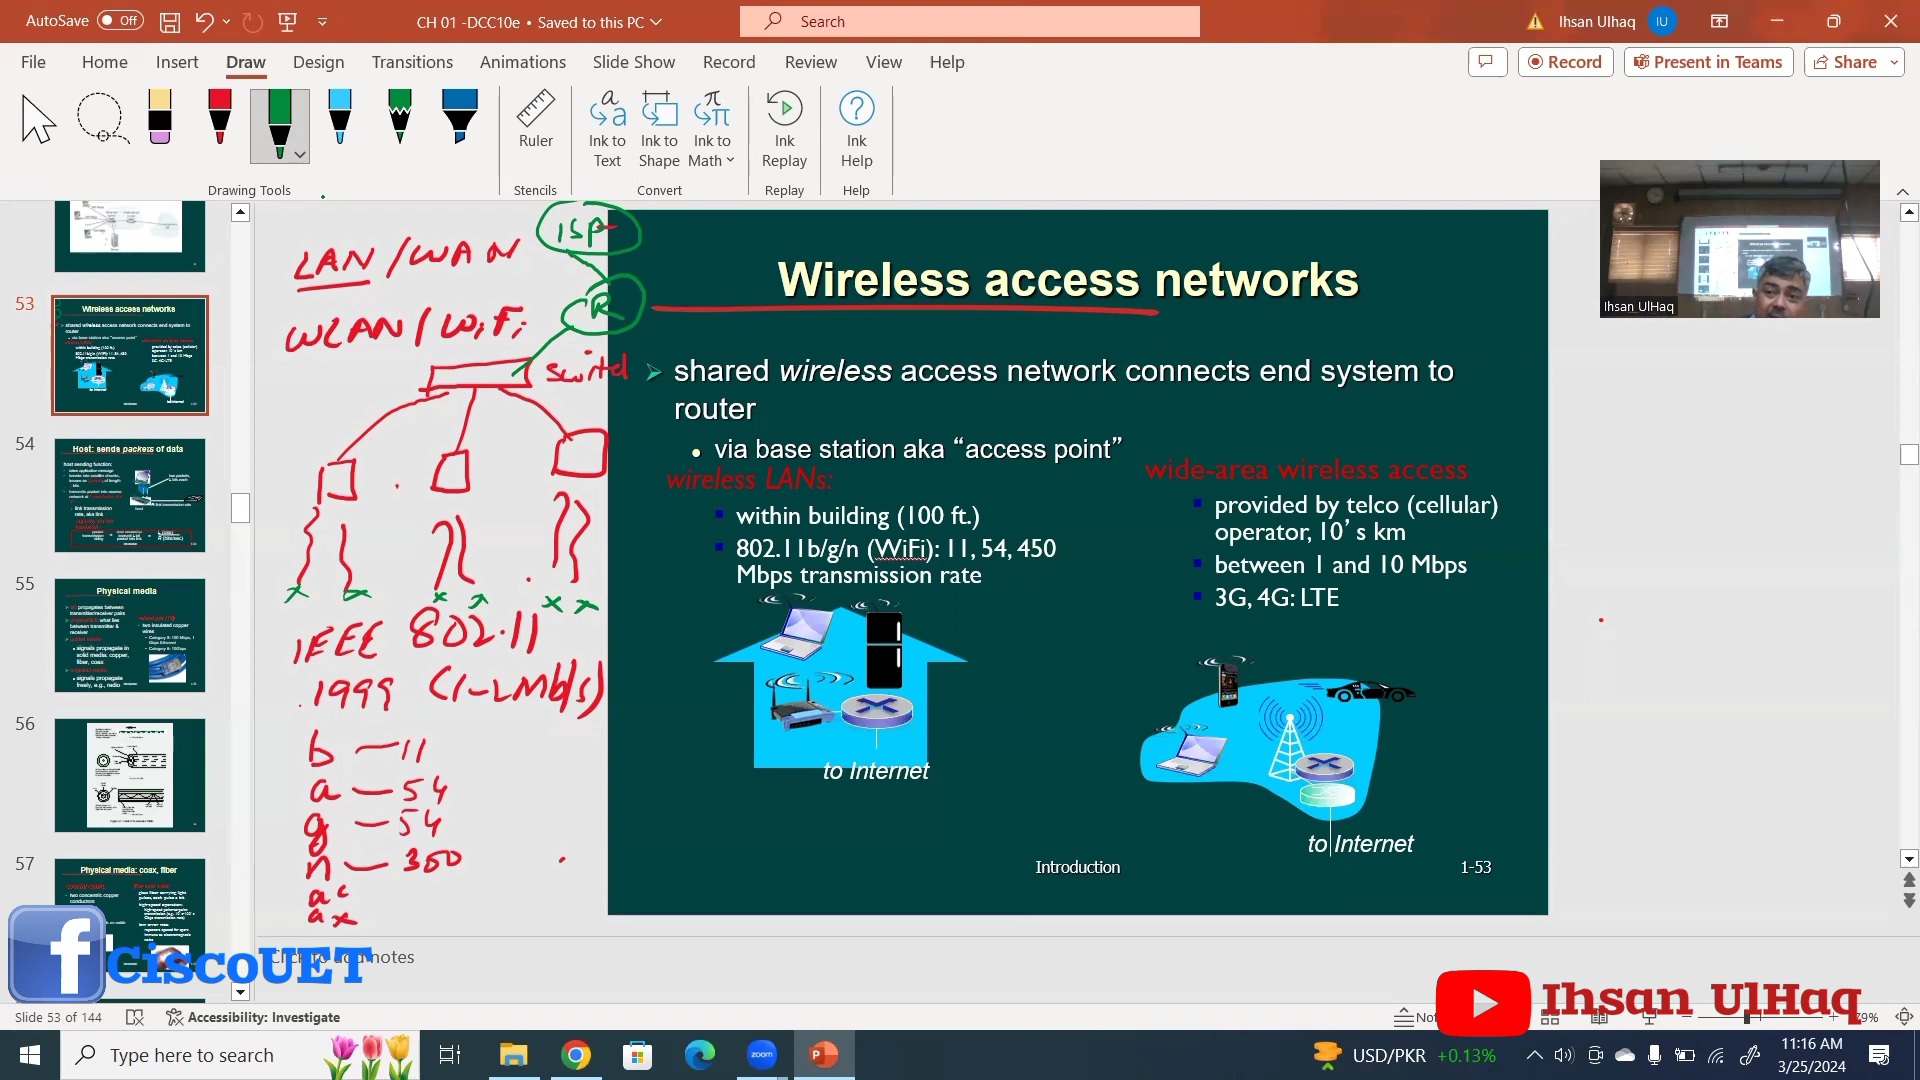 AutoSave Off CH 01 -DCC10e • Saved to this PC Search Ihsan Ulhaq IU
File Home Insert Draw Design Transitions Animations Slide Show Record Review View Help Record Present in Teams Share
Ruler
Ink to Text
Ink to Shape
Ink to Math
Ink Replay
Ink Help
Drawing Tools Stencils Convert Replay Help
Ihsan UlHaq
53
Wireless access networks
54
Host: sends packets of data
55
Physical media
56
57
Physical media: coax, fiber
LAN / WAN
ISP
R
WLAN / WiFi
IEEE 802.11
1999 (1-2Mb/s)
b — 11
a — 54
g — 54
n — 300
ac
ax
Wireless access networks
shared wireless access network connects end system to
router
• via base station aka “access point”
wireless LANs:
within building (100 ft.)
802.11b/g/n (WiFi): 11, 54, 450
Mbps transmission rate
to Internet
wide-area wireless access
provided by telco (cellular)
operator, 10’ s km
between 1 and 10 Mbps
3G, 4G: LTE
to Internet
Introduction 1-53
Click to add notes
f CiscoUET
Ihsan UlHaq
Slide 53 of 144 Accessibility: Investigate 79%
Type here to search zoom USD/PKR +0.13% 11:16 AM
3/25/2024